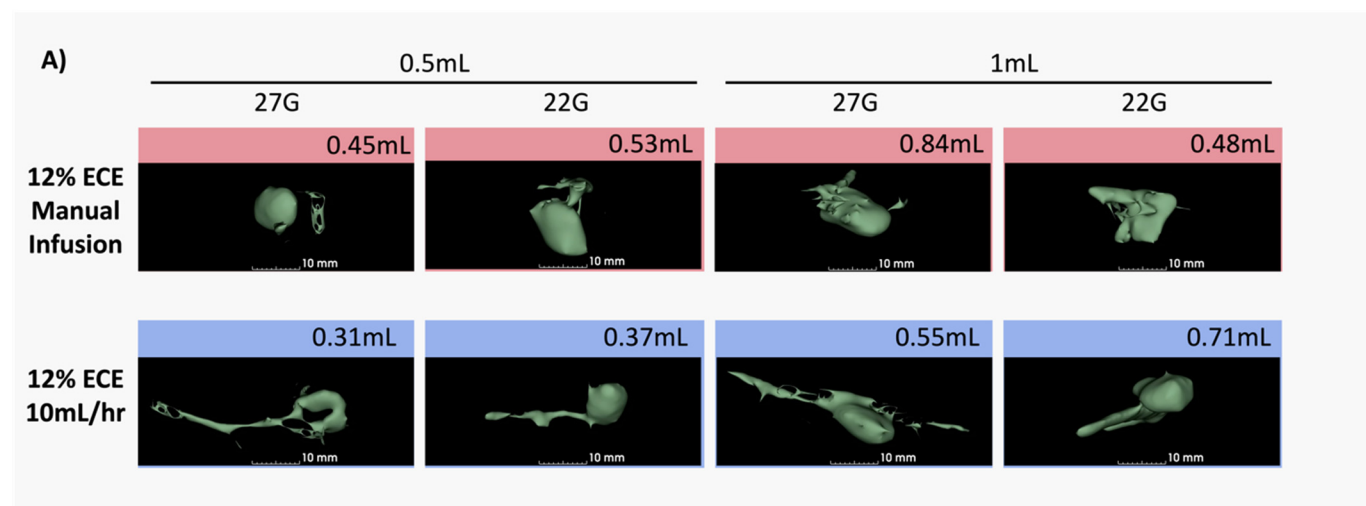 A)
0.5mL 1mL
27G 22G 27G 22G
12% ECE
Manual
Infusion
0.45mL 0.53mL 0.84mL 0.48mL
10 mm 10 mm 10 mm 10 mm
12% ECE
10mL/hr
0.31mL 0.37mL 0.55mL 0.71mL
10 mm 10 mm 10 mm 10 mm